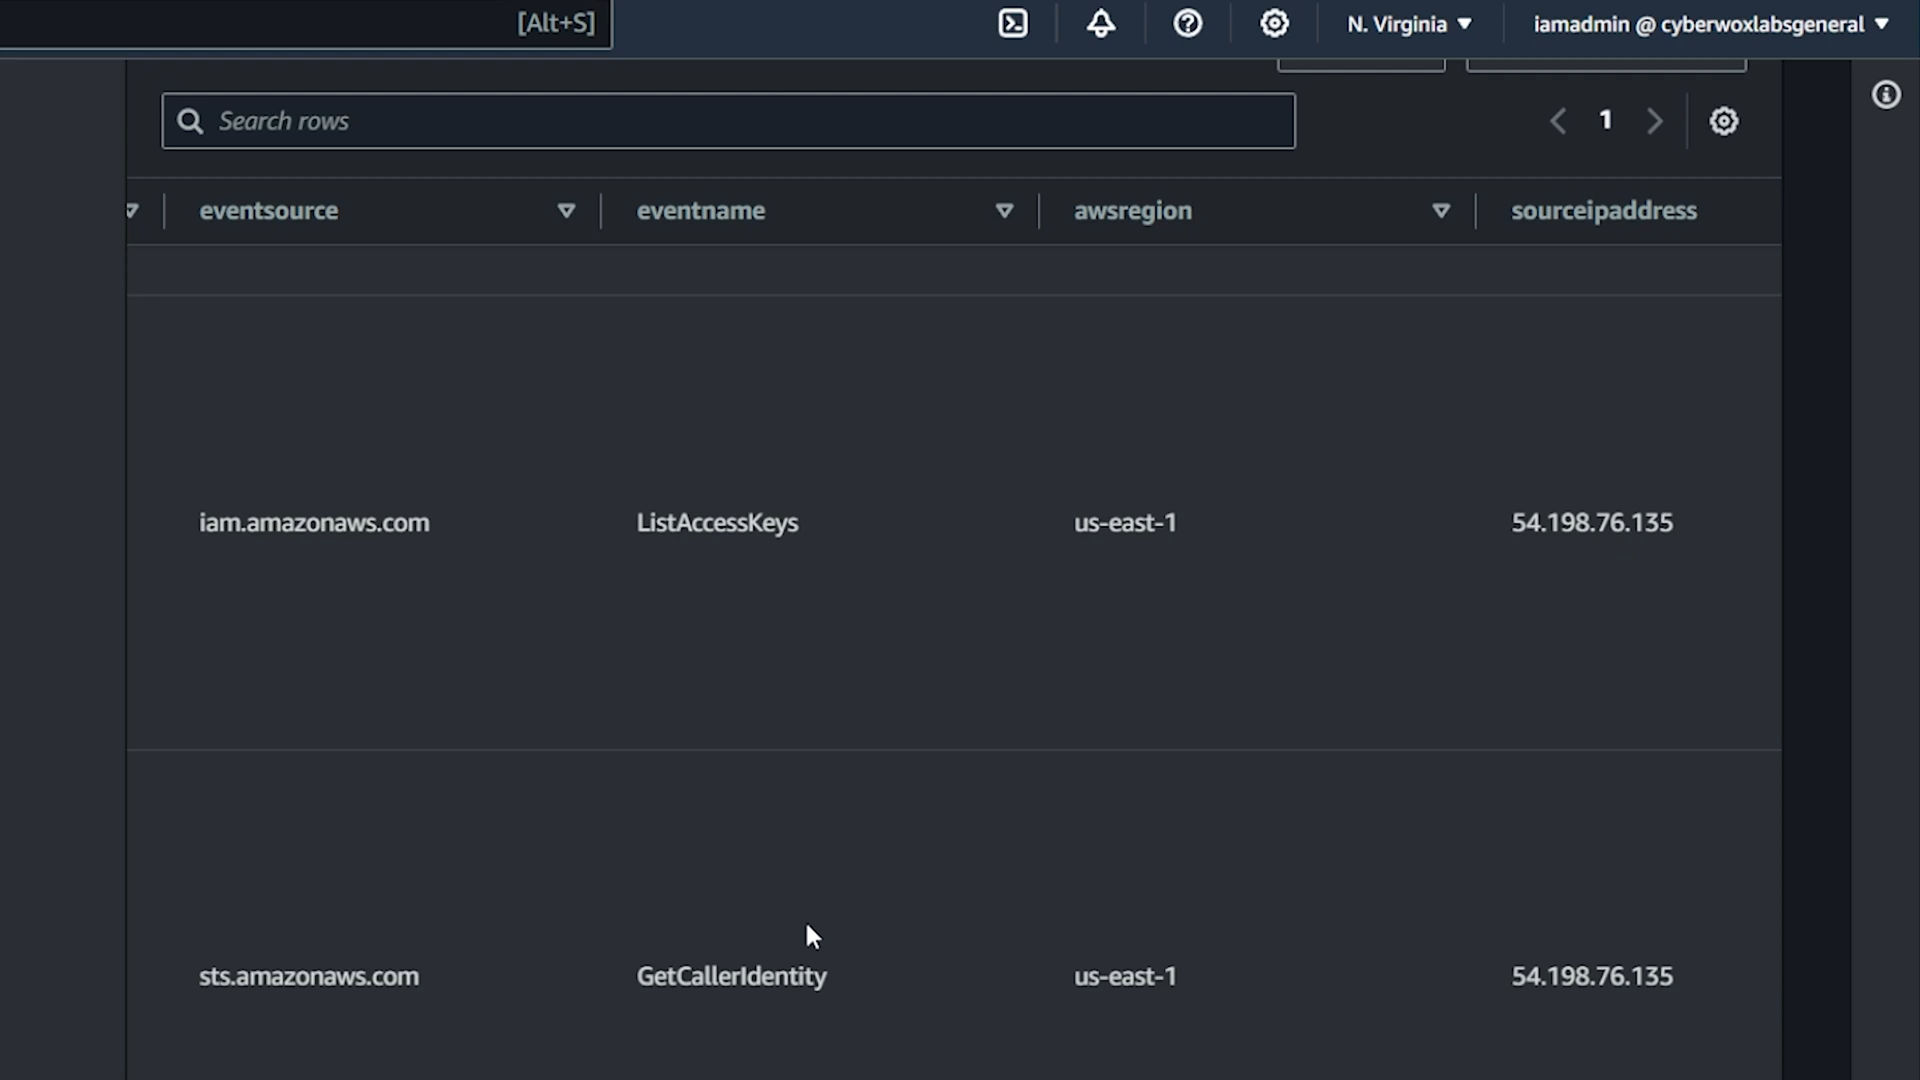 [Alt+S]
N. Virginia
iamadmin @ cyberwoxlabsgeneral
Search rows
1
eventsource eventname awsregion sourceipaddress
iam.amazonaws.com ListAccessKeys us-east-1 54.198.76.135
sts.amazonaws.com GetCallerIdentity us-east-1 54.198.76.135